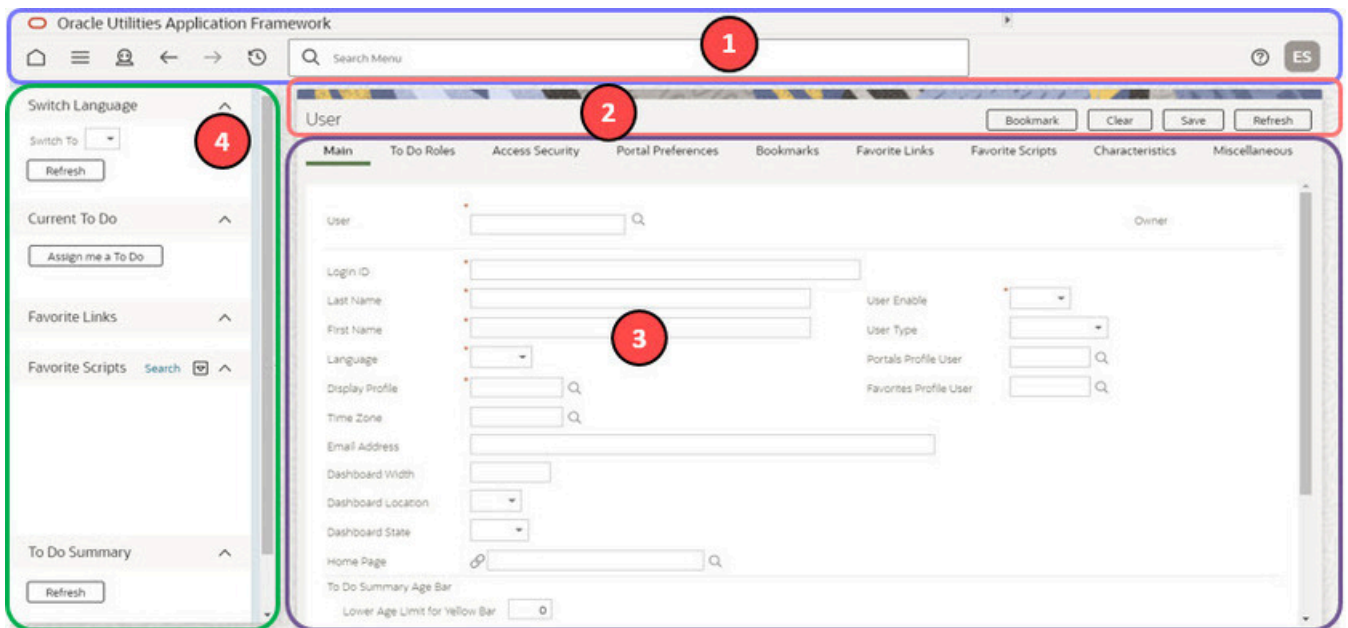 Oracle Utilities Application Framework
1
Search Menu
ES
Switch Language
4
Switch To
Refresh
Current To Do
Assign me a To Do
Favorite Links
Favorite Scripts Search
To Do Summary
Refresh
2
User
Bookmark Clear Save Refresh
Main To Do Roles Access Security Portal Preferences Bookmarks Favorite Links Favorite Scripts Characteristics Miscellaneous
User * Owner
Login ID *
Last Name * User Enable *
First Name * User Type
3
Language * Portals Profile User
Display Profile * Favorites Profile User
Time Zone
Email Address
Dashboard Width
Dashboard Location
Dashboard State
Home Page
To Do Summary Age Bar
Lower Age Limit for Yellow Bar 0